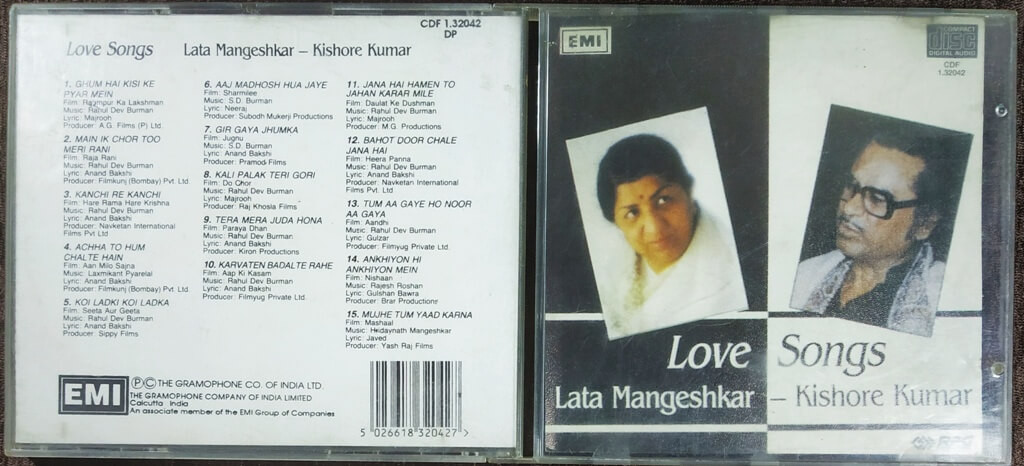 CDF 1.32042
DP
Love Songs Lata Mangeshkar – Kishore Kumar
1. GHUM HAI KISI KE
PYAR MEIN
Film: Rampur Ka Lakshman
Music: Rahul Dev Burman
Lyric: Majrooh
Producer: A.G. Films (P) Ltd.
2. MAIN IK CHOR TOO
MERI RANI
Film: Raja Rani
Music: Rahul Dev Burman
Lyric: Anand Bakshi
Producer: Filmkunj (Bombay) Pvt. Ltd.
3. KANCHI RE KANCHI
Film: Hare Rama Hare Krishna
Music: Rahul Dev Burman
Lyric: Anand Bakshi
Producer: Navketan International
Films Pvt Ltd
4. ACHHA TO HUM
CHALTE HAIN
Film: Aan Milo Sajna
Music: Laxmikant Pyarelal
Lyric: Anand Bakshi
Producer: Filmkunj (Bombay) Pvt. Ltd.
5. KOI LADKI KOI LADKA
Film: Seeta Aur Geeta
Music: Rahul Dev Burman
Lyric: Anand Bakshi
Producer: Sippy Films
6. AAJ MADHOSH HUA JAYE
Film: Sharmilee
Music: S.D. Burman
Lyric: Neeraj
Producer: Subodh Mukerji Productions
7. GIR GAYA JHUMKA
Film: Jugnu
Music: S.D. Burman
Lyric: Anand Bakshi
Producer: Pramod Films
8. KALI PALAK TERI GORI
Film: Do Chor
Music: Rahul Dev Burman
Lyric: Majrooh
Producer: Raj Khosla Films
9. TERA MERA JUDA HONA
Film: Paraya Dhan
Music: Rahul Dev Burman
Lyric: Anand Bakshi
Producer: Kiron Productions
10. KARVATEN BADALTE RAHE
Film: Aap Ki Kasam
Music: Rahul Dev Burman
Lyric: Anand Bakshi
Producer: Filmyug Private Ltd.
11. JANA HAI HAMEN TO
JAHAN KARAR MILE
Film: Daulat Ke Dushman
Music: Rahul Dev Burman
Lyric: Majrooh
Producer: M.G. Productions
12. BAHOT DOOR CHALE
JANA HAI
Film: Heera Panna
Music: Rahul Dev Burman
Lyric: Anand Bakshi
Producer: Navketan International
Films Pvt. Ltd
13. TUM AA GAYE HO NOOR
AA GAYA
Film: Aandhi
Music: Rahul Dev Burman
Lyric: Gulzar
Producer: Filmyug Private Ltd
14. ANKHIYON HI
ANKHIYON MEIN
Film: Nishaan
Music: Rajesh Roshan
Lyric: Gulshan Bawra
Producer: Brar Productions
15. MUJHE TUM YAAD KARNA
Film: Mashaal
Music: Hridaynath Mangeshkar
Lyric: Javed
Producer: Yash Raj Films
EMI
Ⓟ © THE GRAMOPHONE CO. OF INDIA LTD.
THE GRAMOPHONE COMPANY OF INDIA LIMITED
Calcutta India
An associate member of the EMI Group of Companies
5 026618 320427 >
EMI
COMPACT
disc
DIGITAL AUDIO
CDF
1.32042
Love Songs
Lata Mangeshkar – Kishore Kumar
RPG